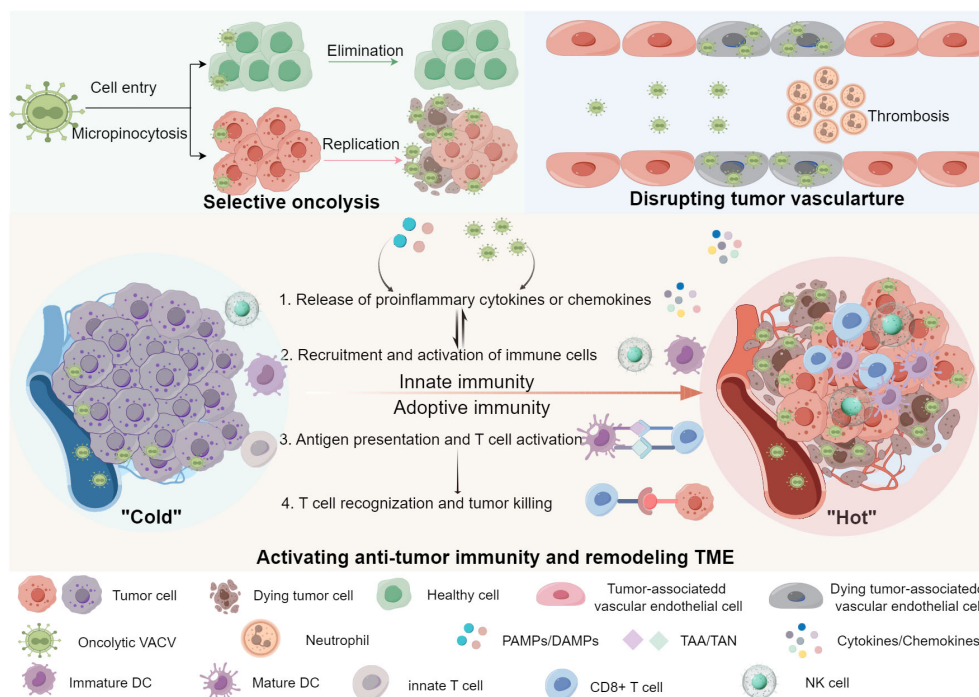 Cell entry
Micropinocytosis
Elimination
Replication
Selective oncolysis
Thrombosis
Disrupting tumor vascularture
1. Release of proinflammary cytokines or chemokines
2. Recruitment and activation of immune cells
Innate immunity
Adoptive immunity
3. Antigen presentation and T cell activation
4. T cell recognization and tumor killing
"Cold"
"Hot"
Activating anti-tumor immunity and remodeling TME
Tumor cell
Dying tumor cell
Healthy cell
Tumor-associatedd
vascular endothelial cell
Dying tumor-associatedd
vascular endothelial cell
Oncolytic VACV
Neutrophil
PAMPs/DAMPs
TAA/TAN
Cytokines/Chemokines
Immature DC
Mature DC
innate T cell
CD8+ T cell
NK cell